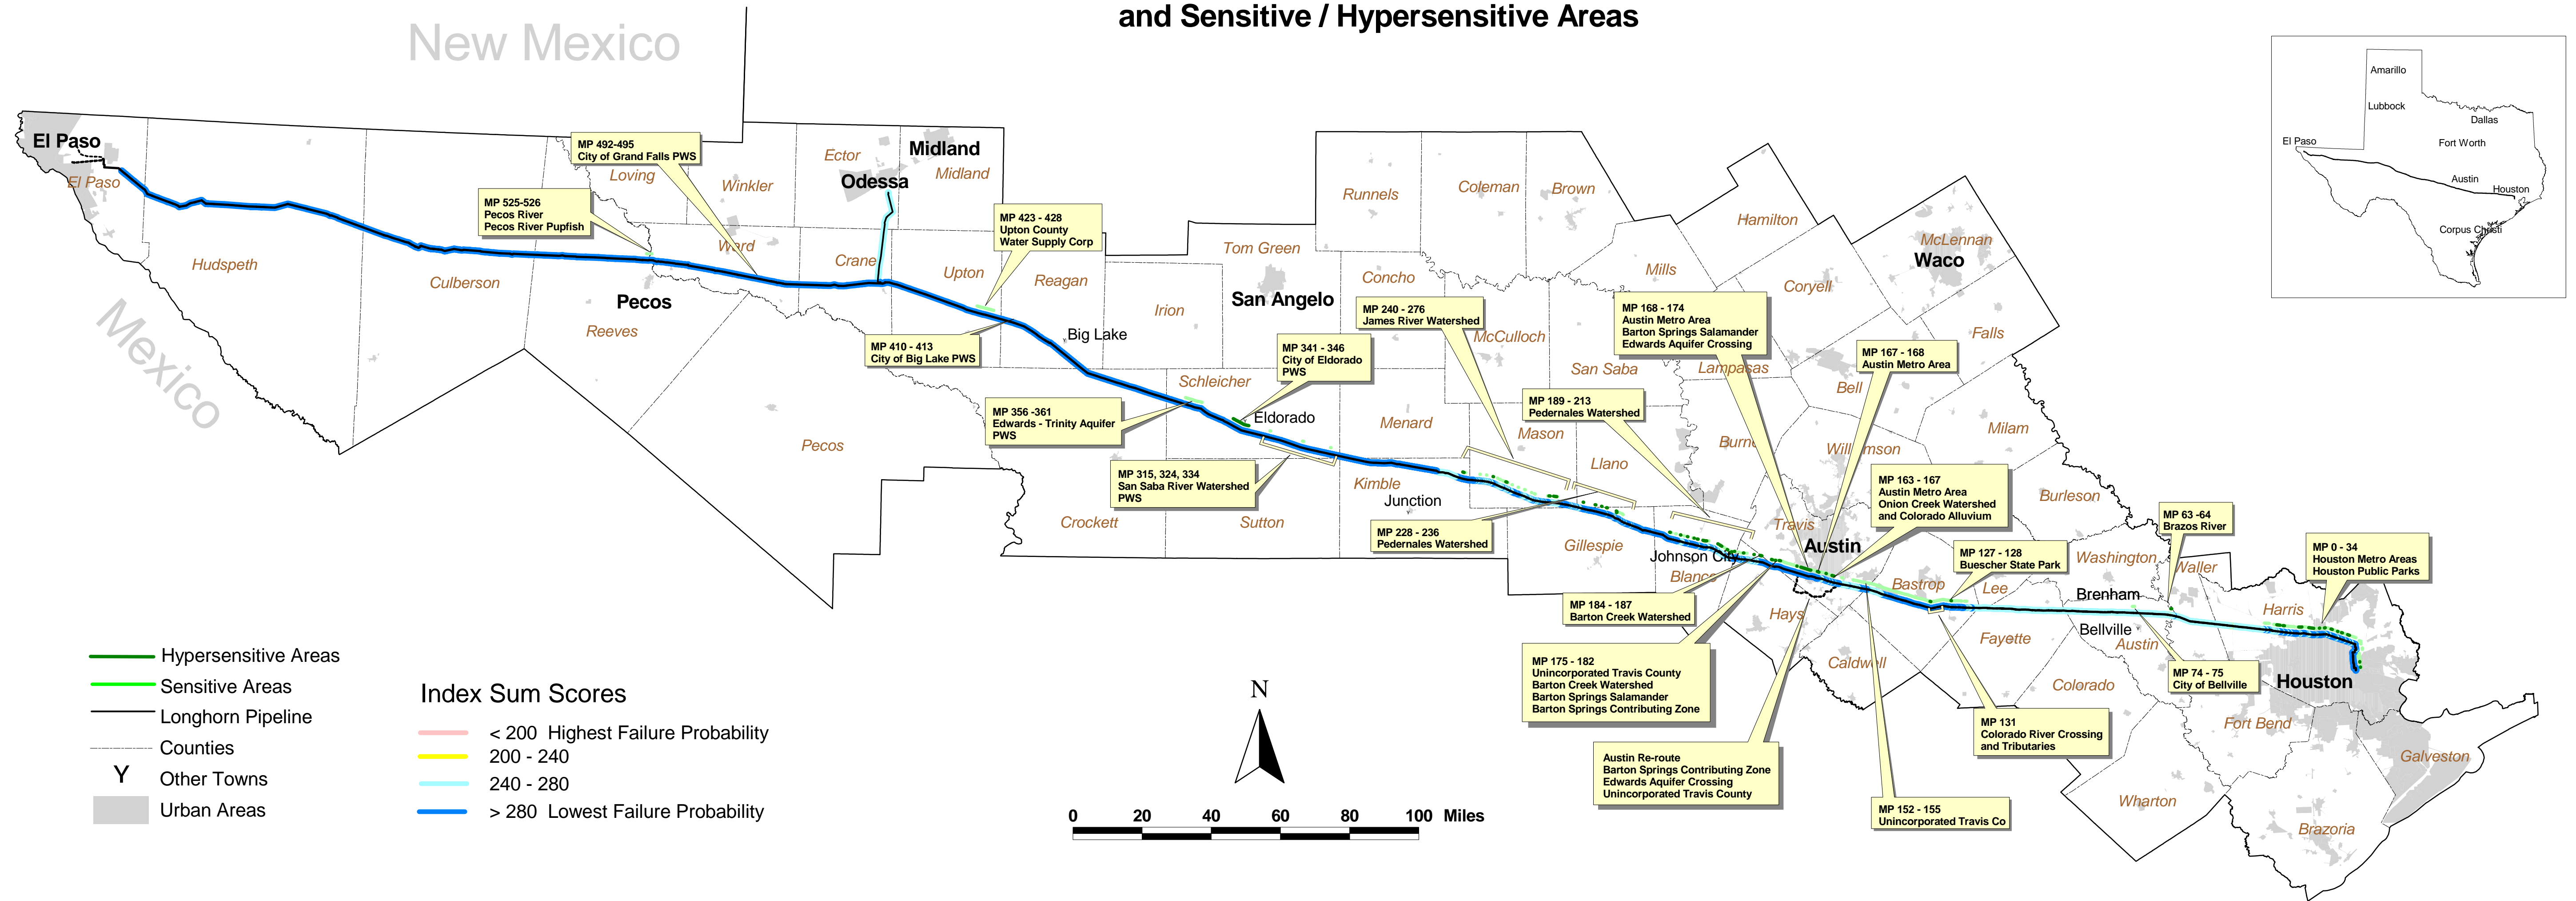 and Sensitive / Hypersensitive Areas
New Mexico
Mexico
El Paso
El Paso
Hudspeth
Culberson
Reeves
Pecos
Pecos
Loving
Winkler
Ward
Ector
Odessa
Midland
Midland
Crane
Upton
Reagan
Big Lake
Irion
Tom Green
San Angelo
Schleicher
Eldorado
Crockett
Sutton
Runnels
Coleman
Brown
Concho
McCulloch
Menard
Kimble
Junction
Mason
San Saba
Llano
Gillespie
Mills
Lampasas
Hamilton
Coryell
McLennan
Waco
Falls
Bell
Milam
Williamson
Travis
Austin
Johnson City
Blanco
Hays
Caldwell
Bastrop
Lee
Burleson
Washington
Brenham
Bellville
Austin
Fayette
Colorado
Waller
Harris
Houston
Fort Bend
Wharton
Brazoria
Galveston
MP 492-495
City of Grand Falls PWS
MP 525-526
Pecos River
Pecos River Pupfish
MP 423 - 428
Upton County
Water Supply Corp
MP 410 - 413
City of Big Lake PWS
MP 356 -361
Edwards - Trinity Aquifer
PWS
MP 341 - 346
City of Eldorado
PWS
MP 315, 324, 334
San Saba River Watershed
PWS
MP 240 - 276
James River Watershed
MP 228 - 236
Pedernales Watershed
MP 189 - 213
Pedernales Watershed
MP 168 - 174
Austin Metro Area
Barton Springs Salamander
Edwards Aquifer Crossing
MP 167 - 168
Austin Metro Area
MP 163 - 167
Austin Metro Area
Onion Creek Watershed
and Colorado Alluvium
MP 184 - 187
Barton Creek Watershed
MP 175 - 182
Unincorporated Travis County
Barton Creek Watershed
Barton Springs Salamander
Barton Springs Contributing Zone
Austin Re-route
Barton Springs Contributing Zone
Edwards Aquifer Crossing
Unincorporated Travis County
MP 152 - 155
Unincorporated Travis Co
MP 131
Colorado River Crossing
and Tributaries
MP 127 - 128
Buescher State Park
MP 74 - 75
City of Bellville
MP 63 -64
Brazos River
MP 0 - 34
Houston Metro Areas
Houston Public Parks
Amarillo
Lubbock
Dallas
Fort Worth
El Paso
Austin
Houston
Corpus Christi
Hypersensitive Areas
Sensitive Areas
Longhorn Pipeline
Counties
Y Other Towns
Urban Areas
Index Sum Scores
< 200 Highest Failure Probability
200 - 240
240 - 280
> 280 Lowest Failure Probability
N
0 20 40 60 80 100 Miles